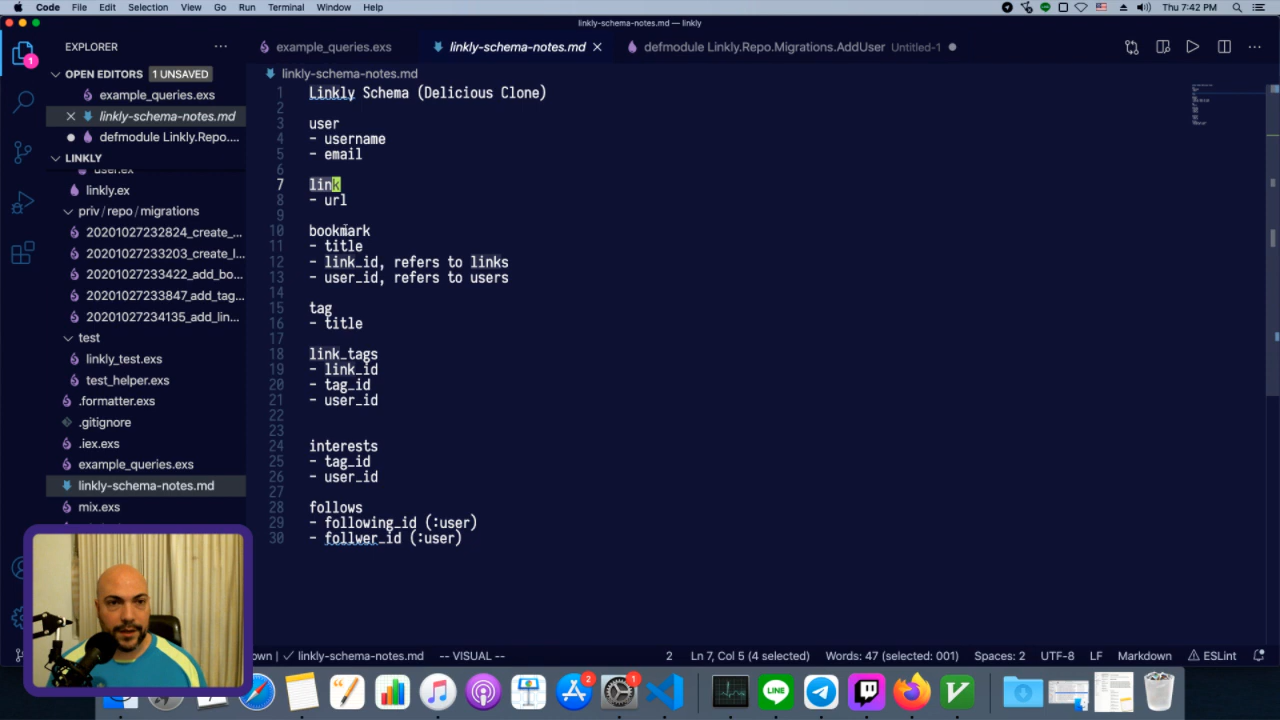 Code File Edit Selection View Go Run Terminal Window Help Thu 7:42 PM
linkly-schema-notes.md — linkly
EXPLORER ···
example_queries.exs linkly-schema-notes.md defmodule Linkly.Repo.Migrations.AddUser Untitled-1
OPEN EDITORS 1 UNSAVED
example_queries.exs
linkly-schema-notes.md
defmodule Linkly.Repo....
LINKLY
user.ex
linkly.ex
priv/repo/migrations
20201027232824_create_...
20201027233203_create_l...
20201027233422_add_bo...
20201027233847_add_tag...
20201027234135_add_lin...
test
linkly_test.exs
test_helper.exs
.formatter.exs
.gitignore
.iex.exs
example_queries.exs
linkly-schema-notes.md
mix.exs
1
linkly-schema-notes.md
1 Linkly Schema (Delicious Clone)
2
3 user
4 - username
5 - email
6
7 link
8 - url
9
10 bookmark
11 - title
12 - link_id, refers to links
13 - user_id, refers to users
14
15 tag
16 - title
17
18 link_tags
19 - link_id
20 - tag_id
21 - user_id
22
23
24 interests
25 - tag_id
26 - user_id
27
28 follows
29 - following_id (:user)
30 - follwer_id (:user)
own | ✓ linkly-schema-notes.md -- VISUAL -- 2 Ln 7, Col 5 (4 selected) Words: 47 (selected: 001) Spaces: 2 UTF-8 LF Markdown ESLint
2
1
LINE